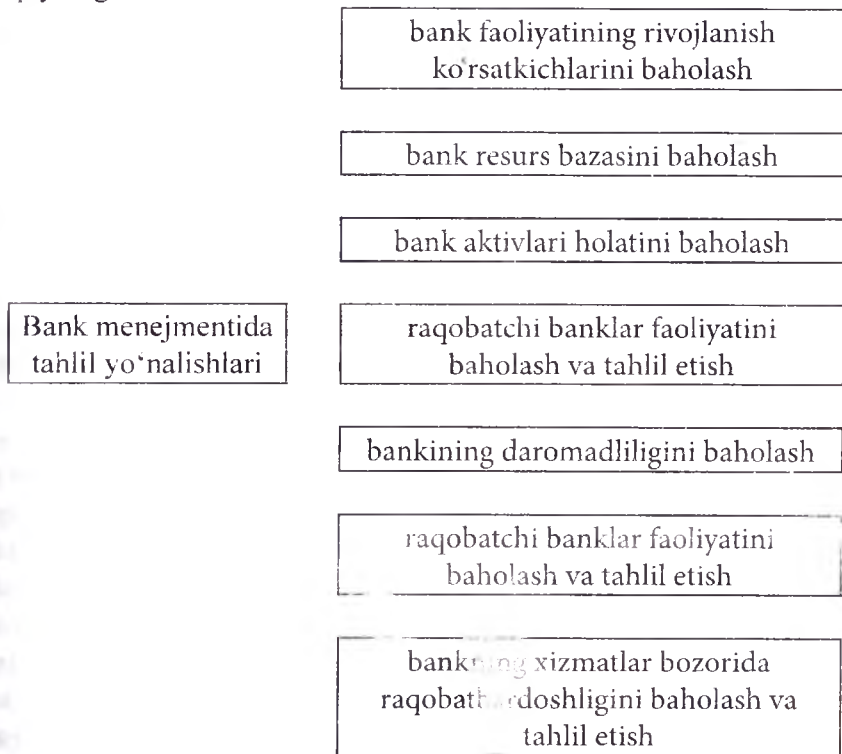 bank faoliyatining rivojlanish
ko‘rsatkichlarini baholash
bank resurs bazasini baholash
bank aktivlari holatini baholash
Bank menejmentida
tahlil yo‘nalishlari
raqobatchi banklar faoliyatini
baholash va tahlil etish
bankining daromadliligini baholash
raqobatchi banklar faoliyatini
baholash va tahlil etish
xizmatlar bozorida
baholash va
tahlil etish